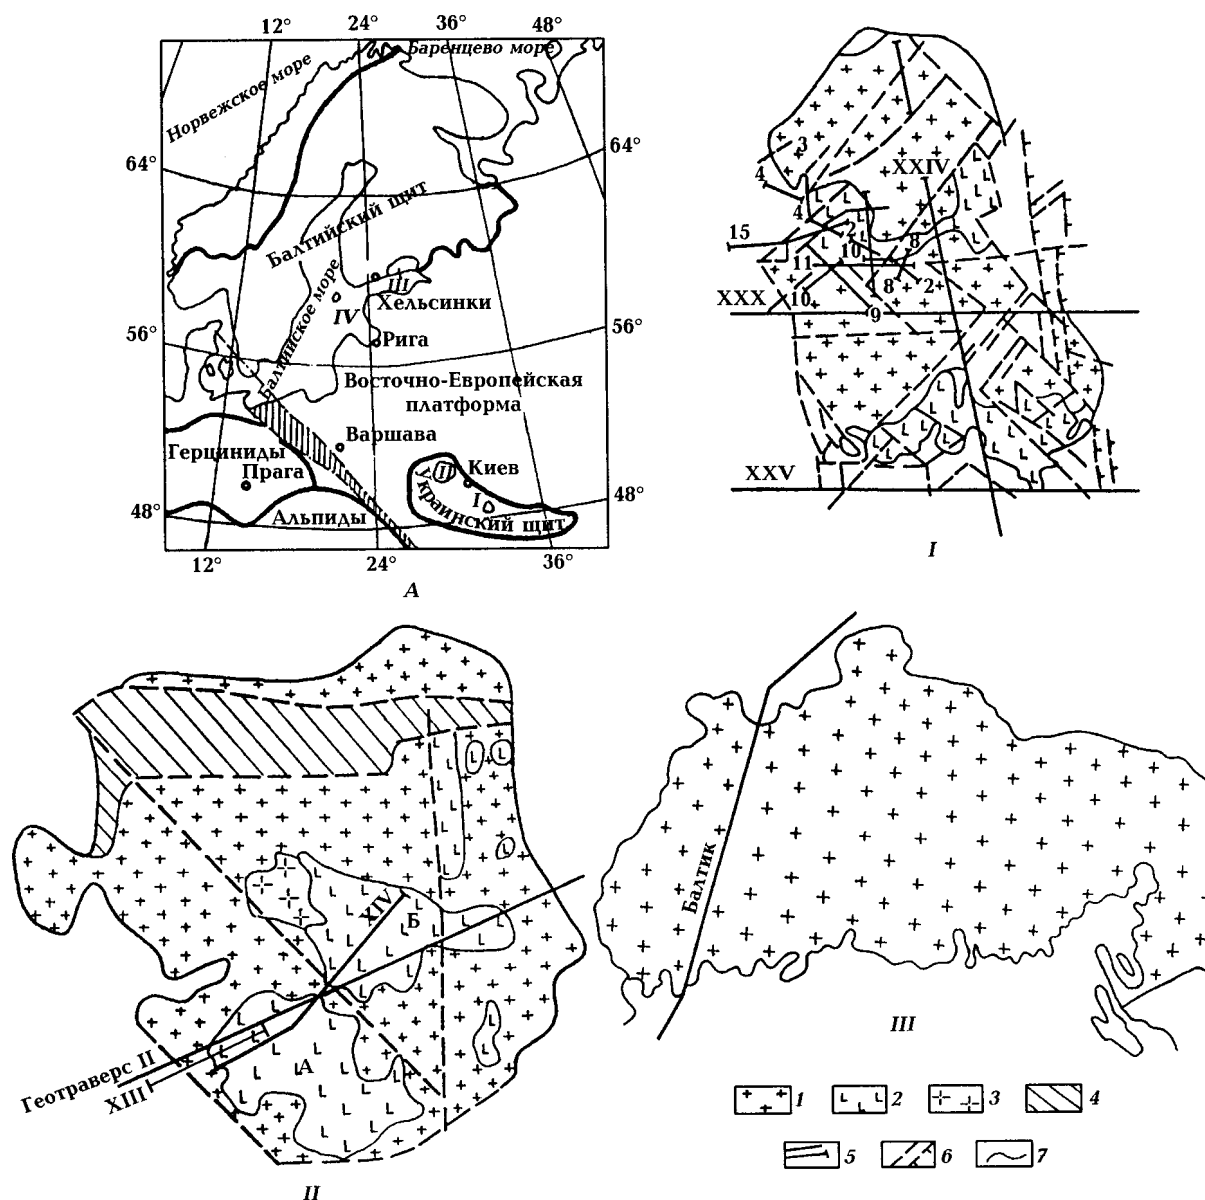 12° 24° 36° 48°
Баренцево море
Норвежское море
64° 64°
Балтийский щит
Балтийское море
III
Хельсинки
IV
56° 56°
Рига
Восточно-Европейская
платформа
Варшава
Герциниды
Прага
II Киев
I
Украинский щит
48° 48°
Альпиды
12° 24° 36°
А
3
XXIV
4
4
2
15
8
10
11
10
8
2
XXX
9
XXV
I
XIV
Б
А
Геотраверс II
XIII
II
Балтик
III
1 2 3 4
5 6 7